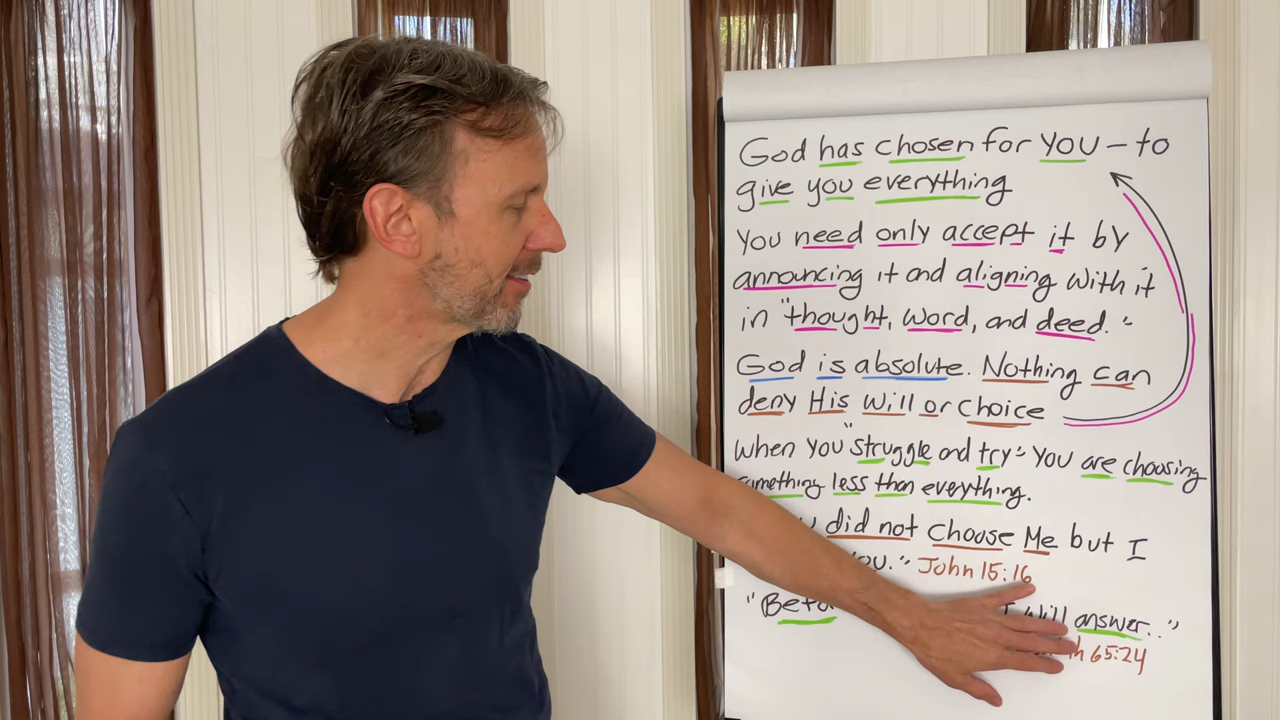 God has chosen for you – to
give you everything
You need only accept it by
announcing it and aligning with it
in "thought, word, and deed."
God is absolute. Nothing can
deny His will or choice
When you "struggle and try" you are choosing
something less than everything.
did not choose Me but I
you." John 15:16
" will answer.."
65:24